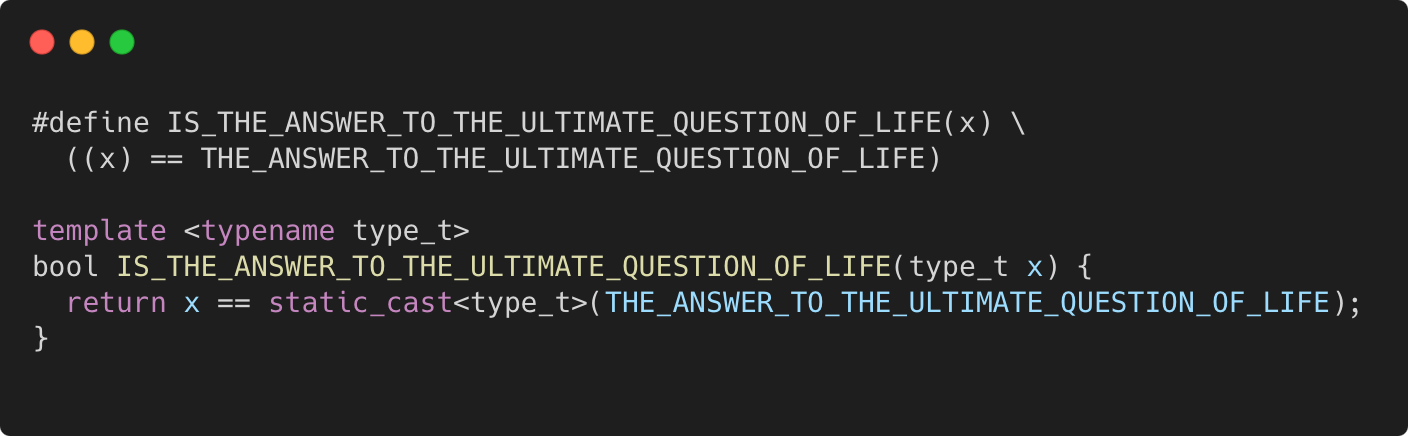 #define IS_THE_ANSWER_TO_THE_ULTIMATE_QUESTION_OF_LIFE(x) \
  ((x) == THE_ANSWER_TO_THE_ULTIMATE_QUESTION_OF_LIFE)

template <typename type_t>
bool IS_THE_ANSWER_TO_THE_ULTIMATE_QUESTION_OF_LIFE(type_t x) {
  return x == static_cast<type_t>(THE_ANSWER_TO_THE_ULTIMATE_QUESTION_OF_LIFE);
}